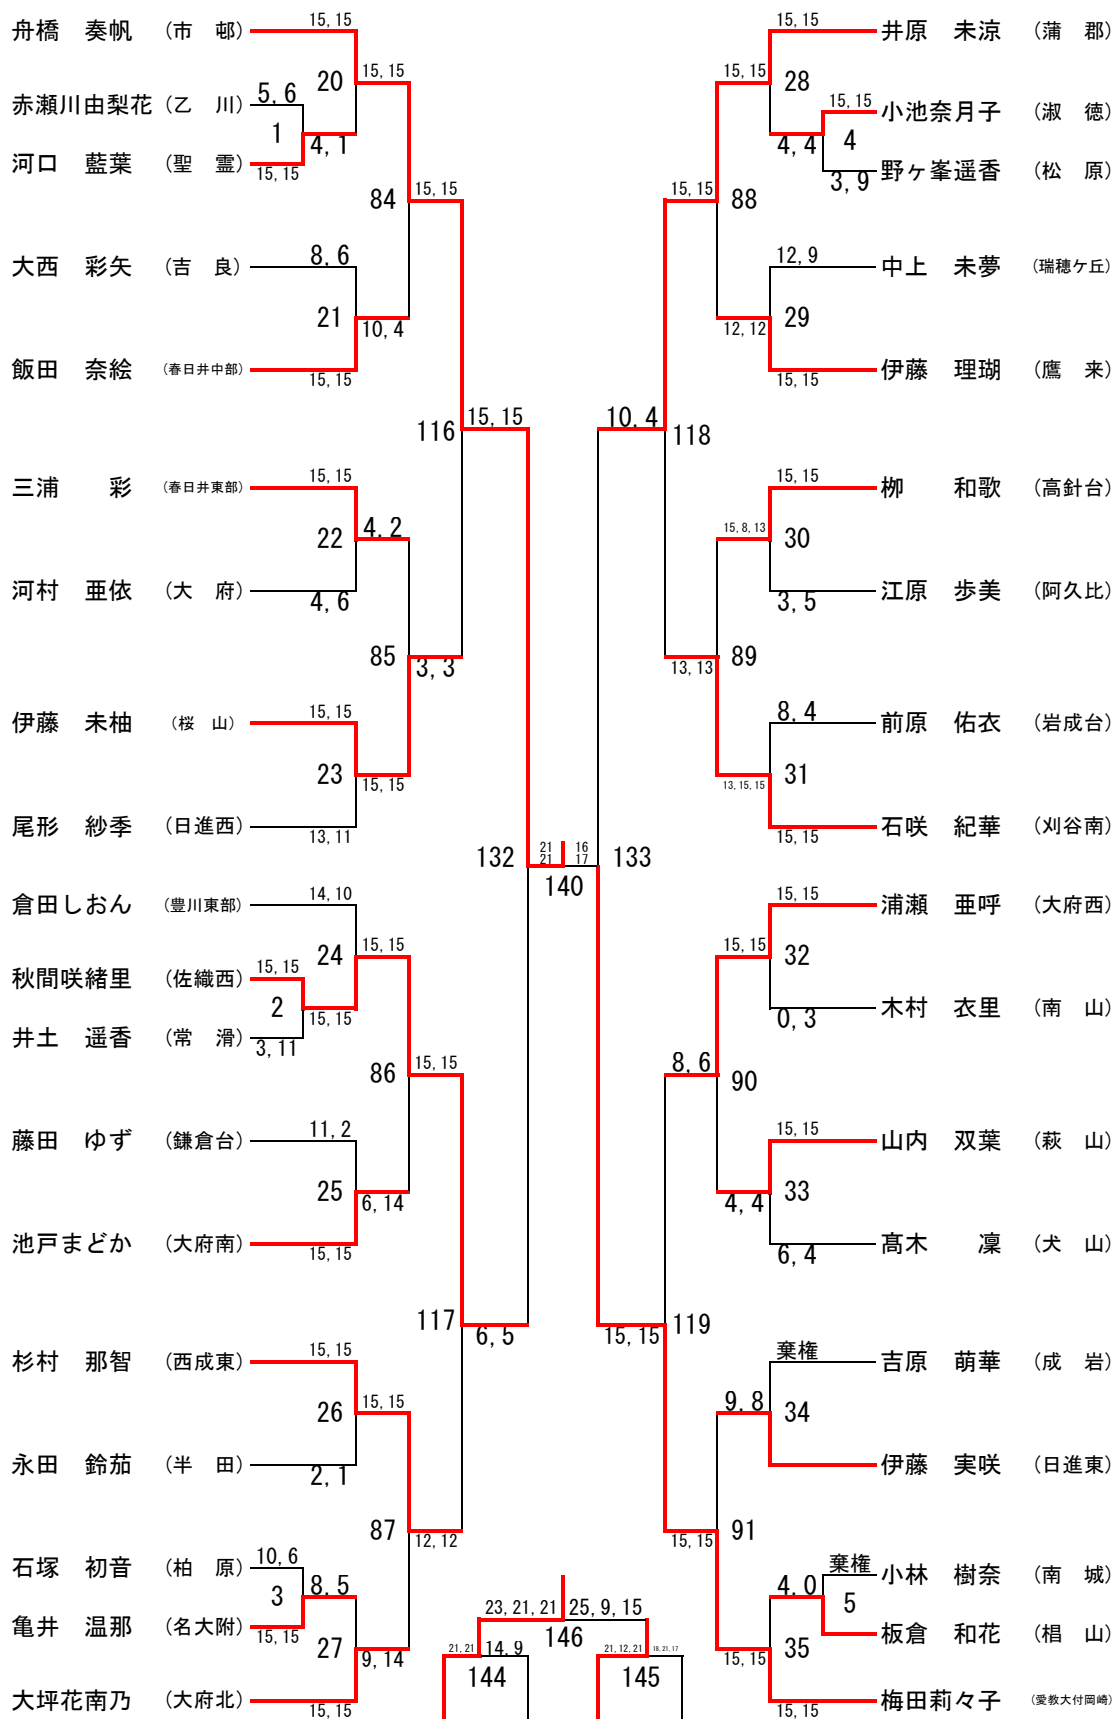 舟橋　奏帆　（市　邨） 15,15
20 15,15
赤瀬川由梨花（乙　川） 5,6
1 4,1
河口　藍葉　（聖　霊） 15,15
84 15,15
大西　彩矢　（吉　良） 8,6
21 10,4
飯田　奈絵　（春日井中部） 15,15
116 15,15
三浦　　彩　（春日井東部） 15,15
22 4,2
河村　亜依　（大　府） 4,6
85 3,3
伊藤　未柚　（桜　山） 15,15
23 15,15
尾形　紗季　（日進西） 13,11
132
倉田しおん　（豊川東部） 14,10
24 15,15
秋間咲緒里　（佐織西） 15,15
2 15,15
井土　遥香　（常　滑） 3,11
86 15,15
藤田　ゆず　（鎌倉台） 11,2
25 6,14
池戸まどか　（大府南） 15,15
117 6,5
杉村　那智　（西成東） 15,15
26 15,15
永田　鈴茄　（半　田） 2,1
87 12,12
石塚　初音　（柏　原） 10,6
3 8,5
亀井　温那　（名大附） 15,15
27 9,14
大坪花南乃　（大府北） 15,15
21 16
21 17
140
15,15 井原　未涼　（蒲　郡）
15,15 28
15,15 小池奈月子　（淑　徳）
4,4 4
3,9 野ヶ峯遥香　（松　原）
15,15 88
12,9 中上　未夢　（瑞穂ケ丘）
12,12 29
15,15 伊藤　理瑚　（鷹　来）
10,4 118
15,15 栁　　和歌　（高針台）
15,8,13 30
3,5 江原　歩美　（阿久比）
13,13 89
8,4 前原　佑衣　（岩成台）
13,15,15 31
15,15 石咲　紀華　（刈谷南）
133
15,15 浦瀬　亜呼　（大府西）
15,15 32
0,3 木村　衣里　（南　山）
8,6 90
15,15 山内　双葉　（萩　山）
4,4 33
6,4 髙木　　凜　（犬　山）
15,15 119
棄権 吉原　萌華　（成　岩）
9,8 34
伊藤　実咲　（日進東）
15,15 91
棄権 小林　樹奈　（南　城）
4,0 5
板倉　和花　（椙　山）
15,15 35
15,15 梅田莉々子　（愛教大付岡崎）
23,21,21 25,9,15
146
21,21 14,9
144
21,12,21 18,21,17
145